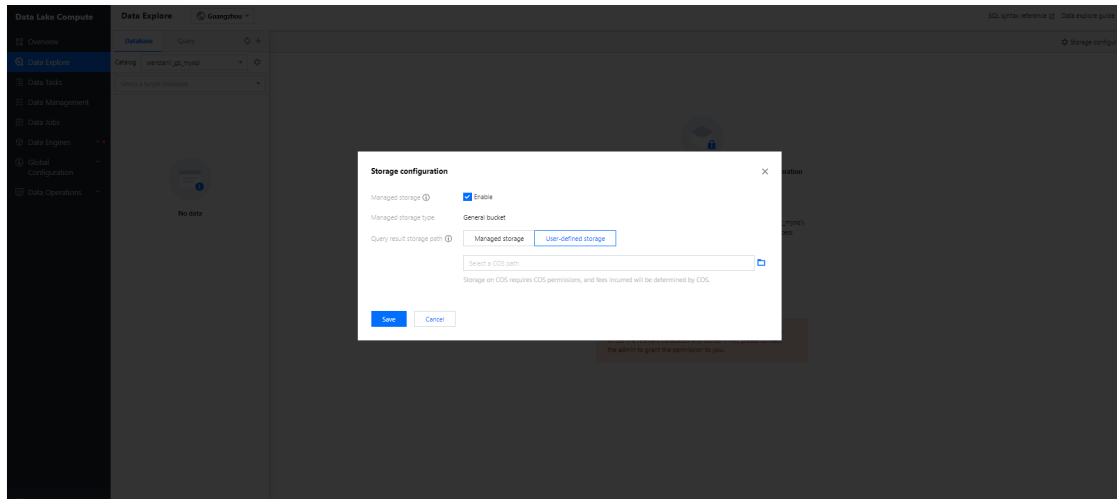 Data Lake Compute
Data Explore
Guangzhou
SQL syntax reference
Data explore guide
Overview
Database
Query
Storage configur
Data Explore
Catalog
Data Tasks
Data Management
Data Jobs
Data Engines
Global
Configuration
Data Operations
No data
Storage configuration
Managed storage
Enable
Managed storage type
General bucket
Query result storage path
Managed storage
User-defined storage
Select a COS path
Storage on COS requires COS permissions, and fees incurred will be determined by COS.
Save
Cancel
the admin to grant the permission to you.